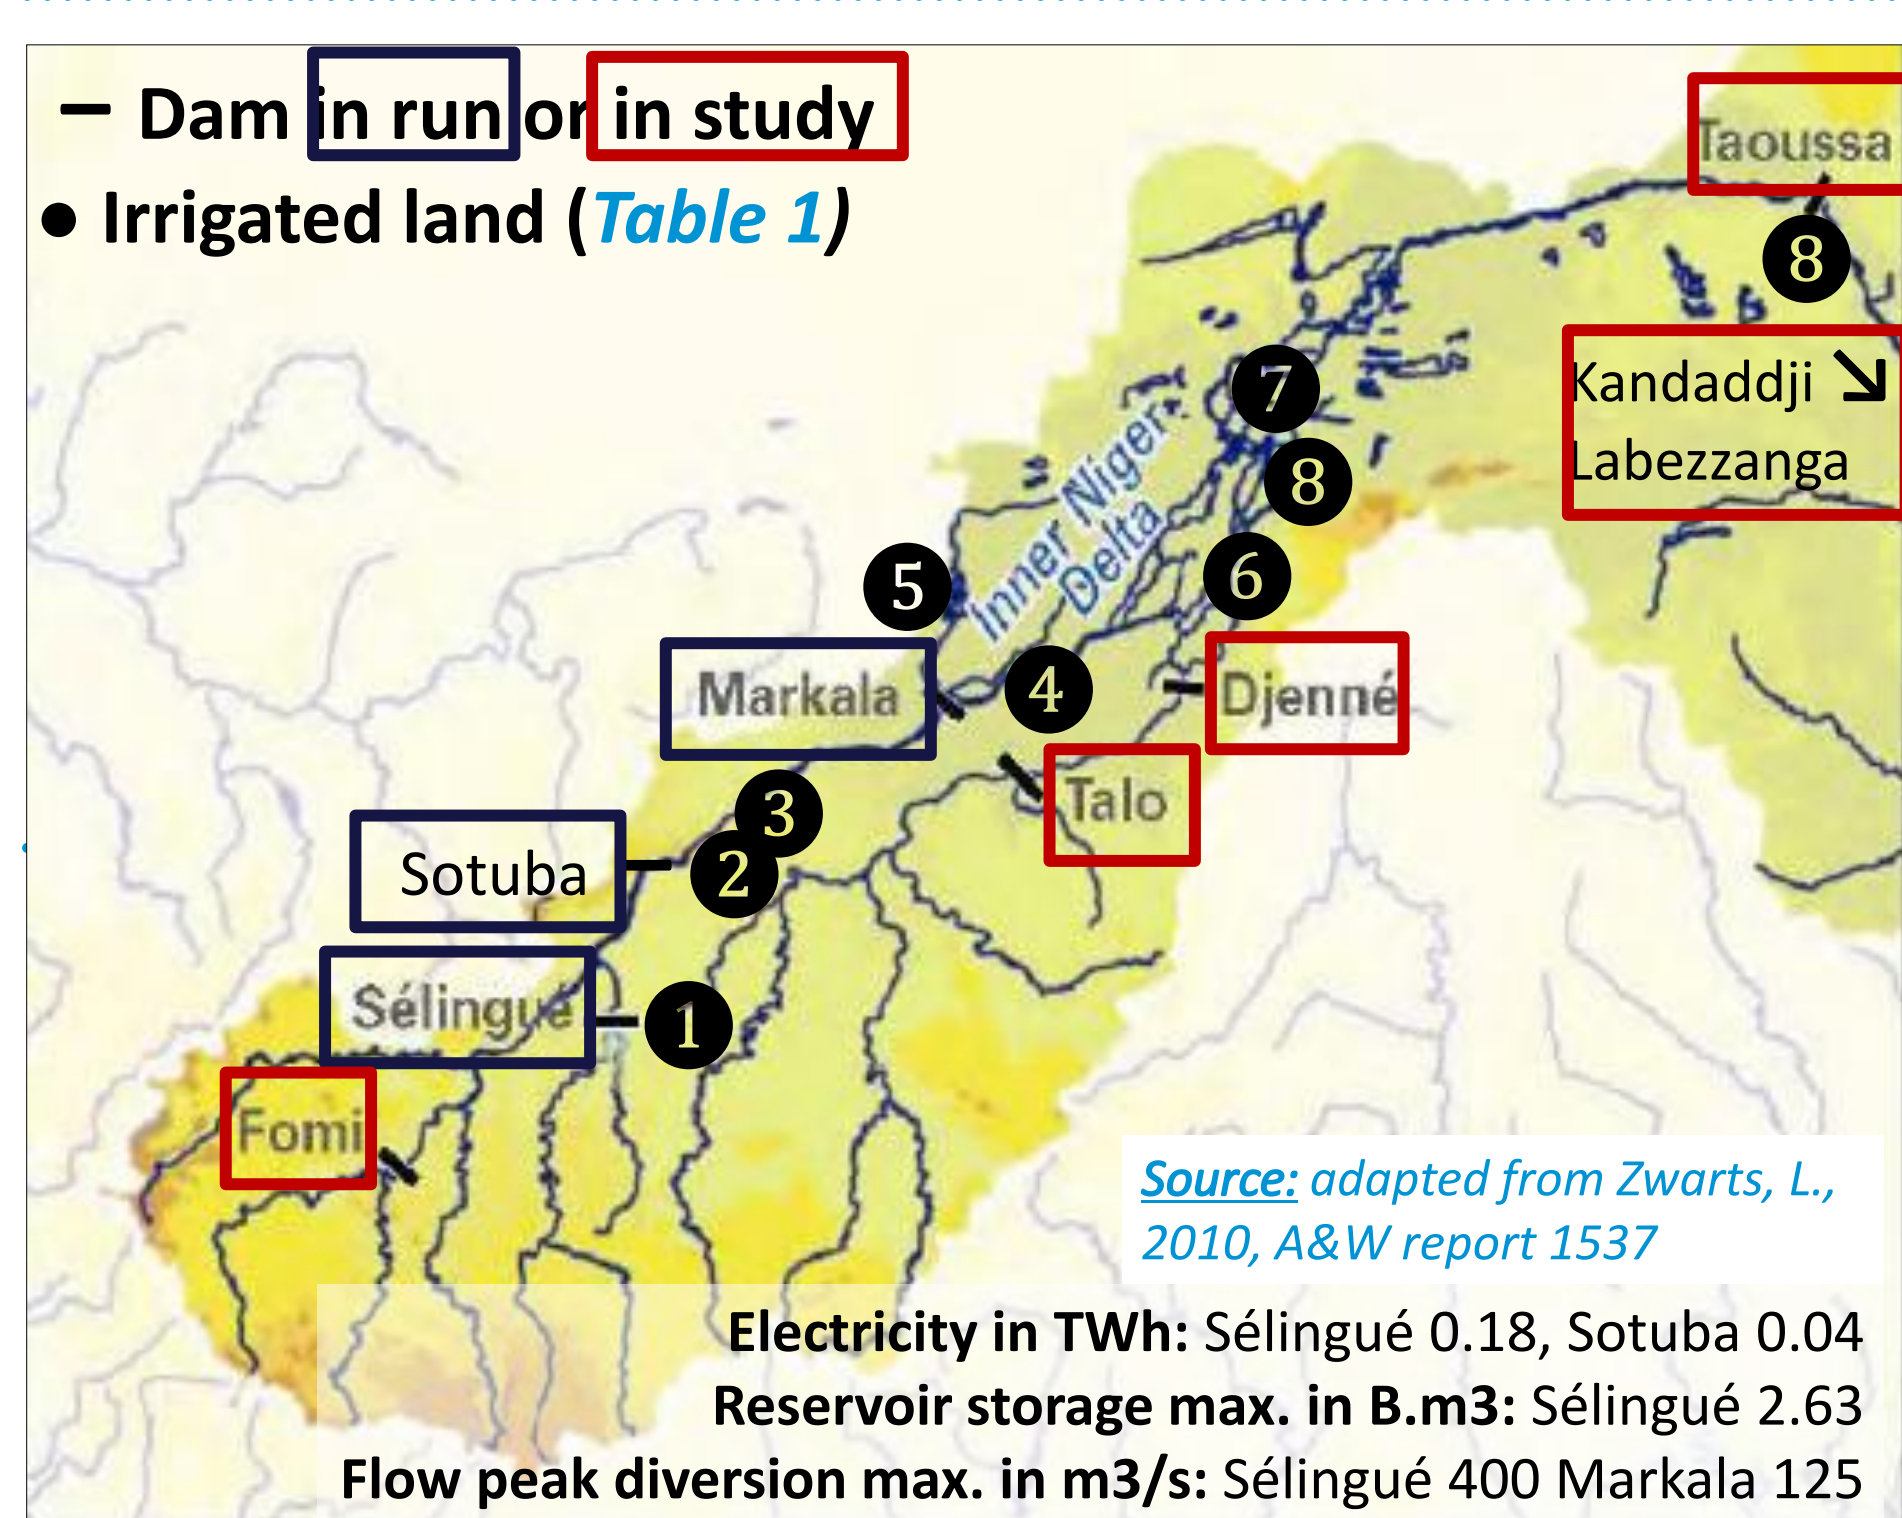 – Dam in run or in study
● Irrigated land (Table 1)
Taoussa
8
Kandaddji ↘
Labezzanga
7
8
Inner Niger
Delta
5
6
Markala
4
Djenné
3
Talo
Sotuba
2
Sélingué
1
Fomi
Source: adapted from Zwarts, L.,
2010, A&W report 1537
Electricity in TWh: Sélingué 0.18, Sotuba 0.04
Reservoir storage max. in B.m3: Sélingué 2.63
Flow peak diversion max. in m3/s: Sélingué 400 Markala 125